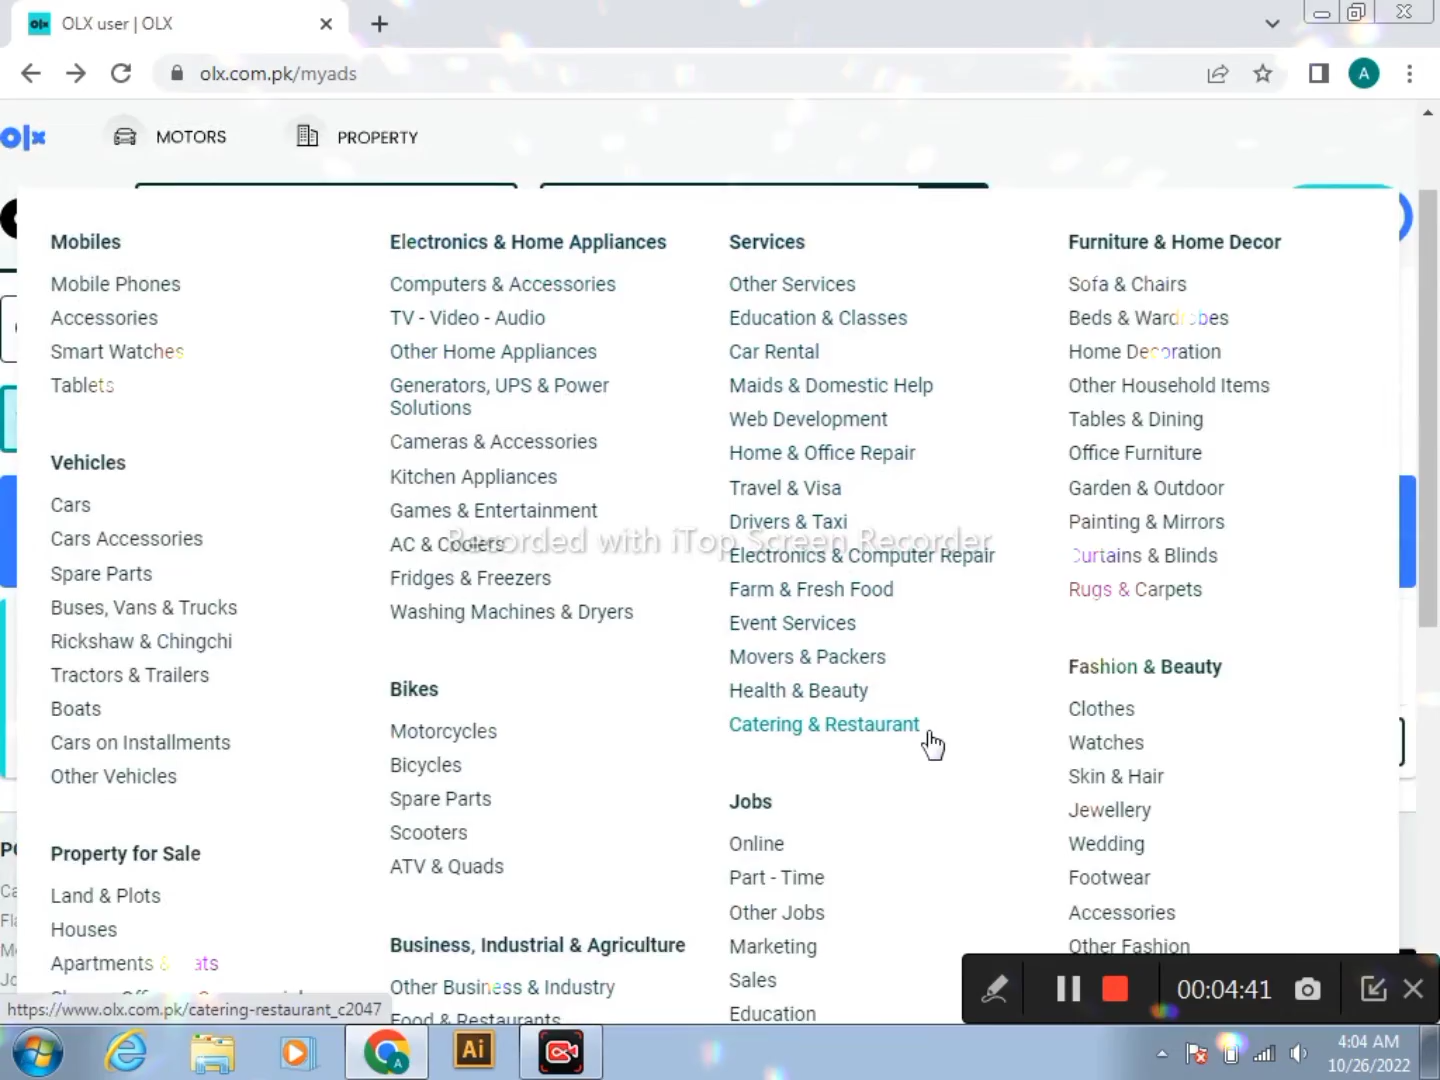 OLX user | OLX
olx.com.pk/myads
A
olx
MOTORS
PROPERTY
Mobiles
Mobile Phones
Accessories
Smart Watches
Tablets
Vehicles
Cars
Cars Accessories
Spare Parts
Buses, Vans & Trucks
Rickshaw & Chingchi
Tractors & Trailers
Boats
Cars on Installments
Other Vehicles
Property for Sale
Land & Plots
Houses
Apartments &
Electronics & Home Appliances
Computers & Accessories
TV - Video - Audio
Other Home Appliances
Generators, UPS & Power
Solutions
Cameras & Accessories
Kitchen Appliances
Games & Entertainment
AC & Coolers
Fridges & Freezers
Washing Machines & Dryers
Bikes
Motorcycles
Bicycles
Spare Parts
Scooters
ATV & Quads
Business, Industrial & Agriculture
Other Business & Industry
Food & Restaurants
Services
Other Services
Education & Classes
Car Rental
Maids & Domestic Help
Web Development
Home & Office Repair
Travel & Visa
Drivers & Taxi
Electronics & Computer Repair
Farm & Fresh Food
Event Services
Movers & Packers
Health & Beauty
Catering & Restaurant
Jobs
Online
Part - Time
Other Jobs
Marketing
Sales
Education
Furniture & Home Decor
Sofa & Chairs
Beds & Wardrobes
Home Decoration
Other Household Items
Tables & Dining
Office Furniture
Garden & Outdoor
Painting & Mirrors
Curtains & Blinds
Rugs & Carpets
Fashion & Beauty
Clothes
Watches
Skin & Hair
Jewellery
Wedding
Footwear
Accessories
Other Fashion
Recorded with iTop Screen Recorder
https://www.olx.com.pk/catering-restaurant_c2047
00:04:41
Ai
4:04 AM
10/26/2022